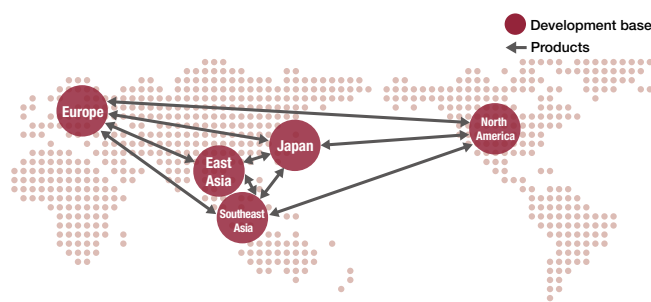 Development base
Products
Europe
North
America
Japan
East
Asia
Southeast
Asia